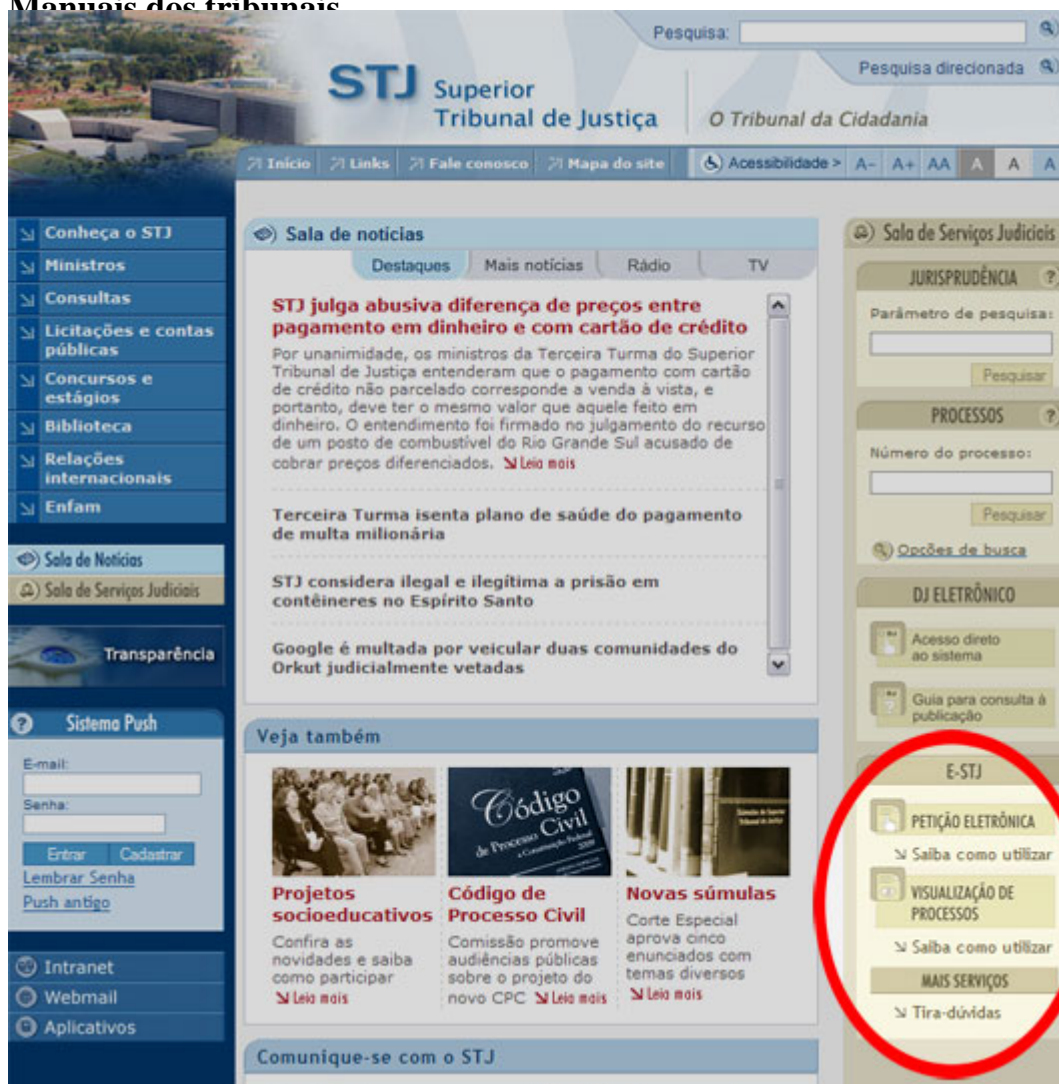 Manuais dos tribunais
Pesquisa:
Pesquisa direcionada
STJ Superior
Tribunal de Justiça
O Tribunal da Cidadania
Início Links Fale conosco Mapa do site
Acessibilidade > A- A+ AA A A A
Conheça o STJ
Ministros
Consultas
Licitações e contas
públicas
Concursos e
estágios
Biblioteca
Relações
internacionais
Enfam
Sala de Notícias
Sala de Serviços Judiciais
Transparência
? Sistema Push
E-mail:
Senha:
Entrar Cadastrar
Lembrar Senha
Push antigo
Intranet
Webmail
Aplicativos
Sala de notícias
Destaques Mais notícias Rádio TV
STJ julga abusiva diferença de preços entre
pagamento em dinheiro e com cartão de crédito
Por unanimidade, os ministros da Terceira Turma do Superior
Tribunal de Justiça entenderam que o pagamento com cartão
de crédito não parcelado corresponde a venda à vista, e
portanto, deve ter o mesmo valor que aquele feito em
dinheiro. O entendimento foi firmado no julgamento do recurso
de um posto de combustível do Rio Grande Sul acusado de
cobrar preços diferenciados. Leia mais
Terceira Turma isenta plano de saúde do pagamento
de multa milionária
STJ considera ilegal e ilegítima a prisão em
contêineres no Espírito Santo
Google é multada por veicular duas comunidades do
Orkut judicialmente vetadas
Veja também
Código
de Processo Civil
e Constituição Federal
2009
Projetos
socioeducativos
Confira as
novidades e saiba
como participar
Leia mais
Código de
Processo Civil
Comissão promove
audiências públicas
sobre o projeto do
novo CPC Leia mais
Novas súmulas
Corte Especial
aprova cinco
enunciados com
temas diversos
Leia mais
Comunique-se com o STJ
Sala de Serviços Judiciais
JURISPRUDÊNCIA ?
Parâmetro de pesquisa:
Pesquisar
PROCESSOS ?
Número do processo:
Pesquisar
Opções de busca
DJ ELETRÔNICO
Acesso direto
ao sistema
Guia para consulta à
publicação
E-STJ
PETIÇÃO ELETRÔNICA
Saiba como utilizar
VISUALIZAÇÃO DE
PROCESSOS
Saiba como utilizar
MAIS SERVIÇOS
Tira-dúvidas